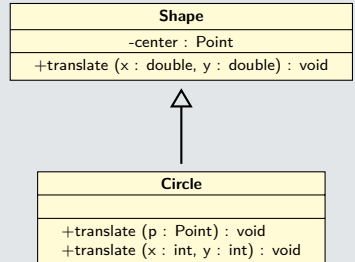 Shape
-center : Point
+translate (x : double, y : double) : void
Circle
+translate (p : Point) : void
+translate (x : int, y : int) : void